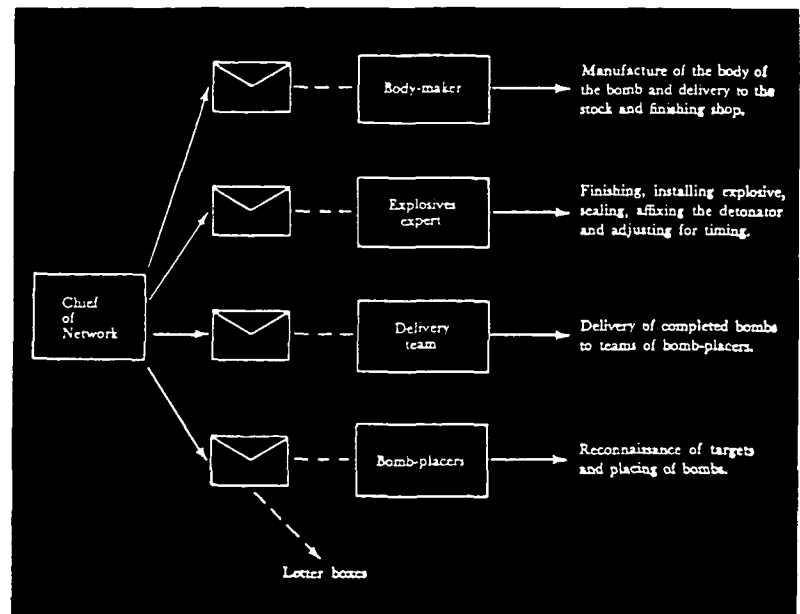 Body-maker
Manufacture of the body of
the bomb and delivery to the
stock and finishing shop.
Explosives
expert
Finishing, installing explosive,
sealing, affixing the detonator
and adjusting for timing.
Chief
of
Network
Delivery
team
Delivery of completed bombs
to teams of bomb-placers.
Bomb-placers
Reconnaissance of targets
and placing of bombs.
Letter boxes